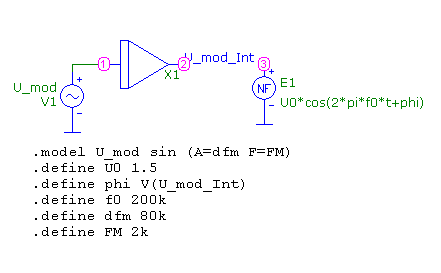 U_mod_Int
1
2
3
X1
E1
U_mod
V1
NF
U0*cos(2*pi*f0*t+phi)
.model U_mod sin (A=dfm F=FM)
.define U0 1.5
.define phi V(U_mod_Int)
.define f0 200k
.define dfm 80k
.define FM 2k